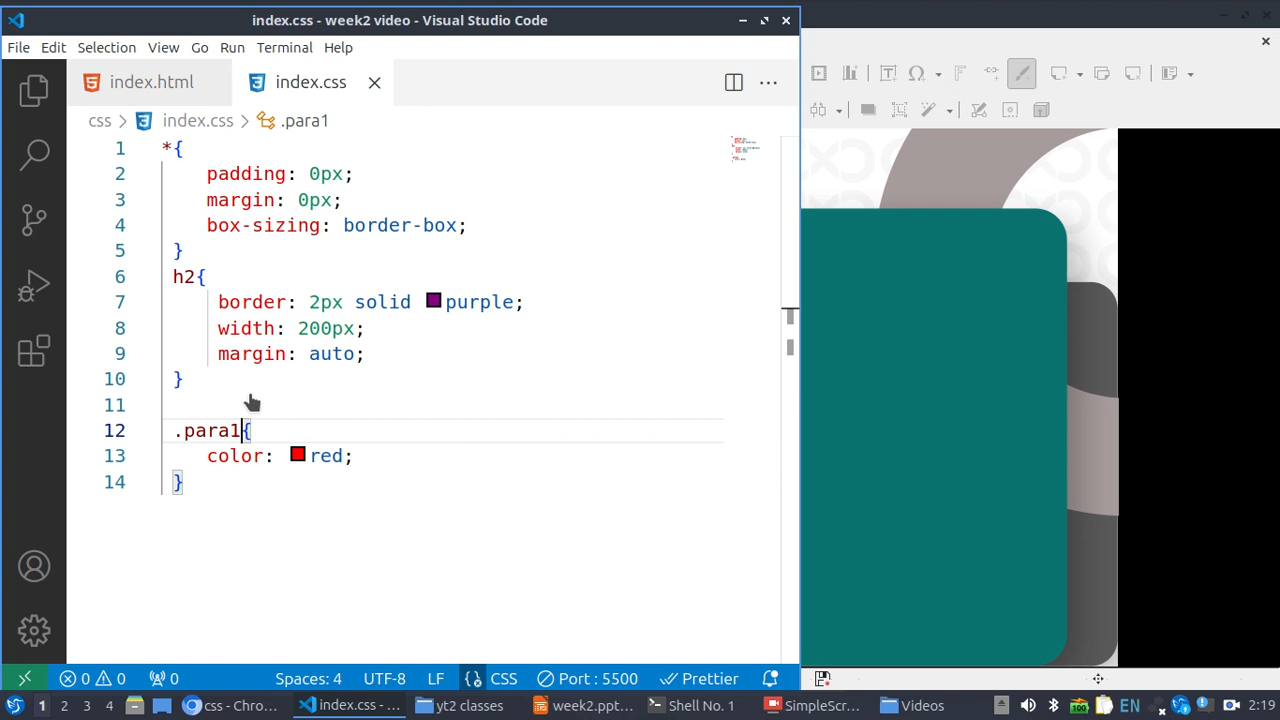 index.css - week2 video - Visual Studio Code
File Edit Selection View Go Run Terminal Help
index.html index.css
css > index.css > .para1
1 *{
2 padding: 0px;
3 margin: 0px;
4 box-sizing: border-box;
5 }
6 h2{
7 border: 2px solid purple;
8 width: 200px;
9 margin: auto;
10 }
11
12 .para1{
13 color: red;
14 }
0 0 0 Spaces: 4 UTF-8 LF {} CSS Port : 5500 Prettier
1 2 3 4 css - Chro... index.css - ... yt2 classes week2.ppt... Shell No. 1 SimpleScr... Videos 100 EN 2:19